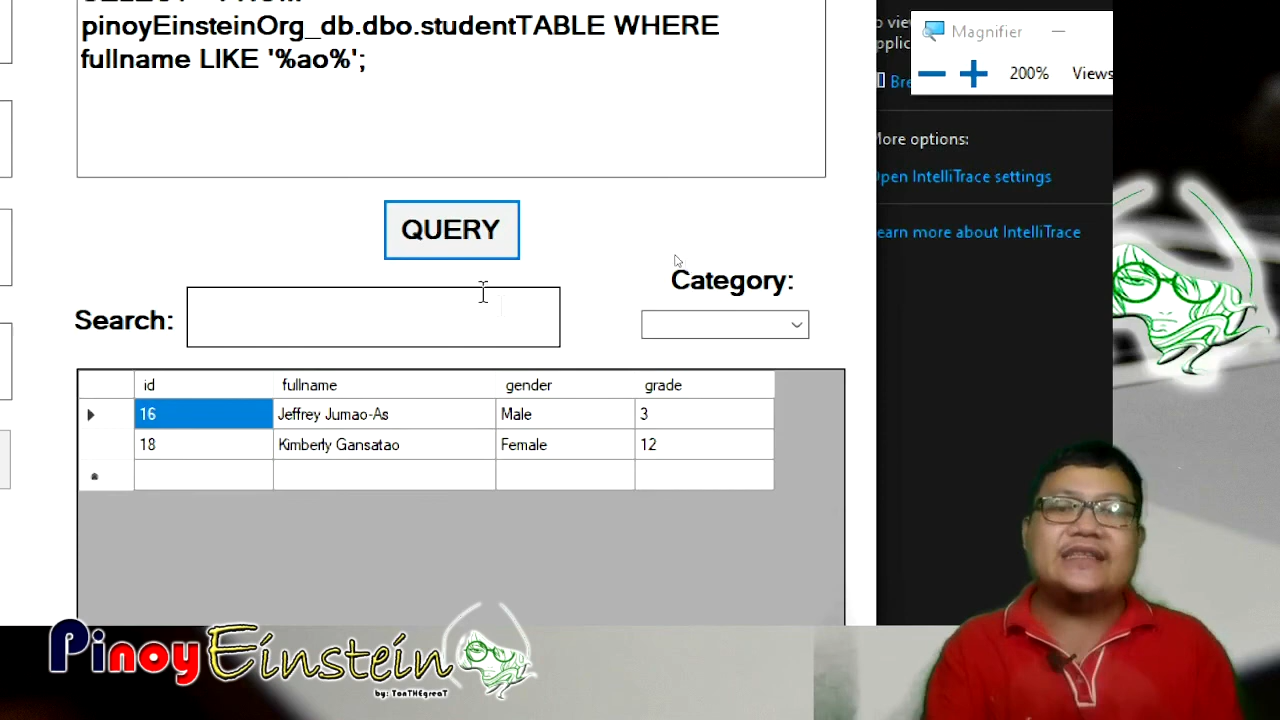 pinoyEinsteinOrg_db.dbo.studentTABLE WHERE
fullname LIKE '%ao%';
Magnifier
200%
Views
Bre
More options:
Open IntelliTrace settings
Learn more about IntelliTrace
QUERY
Category:
Search:
id fullname gender grade
16 Jeffrey Jumao-As Male 3
18 Kimberly Gansatao Female 12
PinoyEinstein
by: TonTHEgreaT